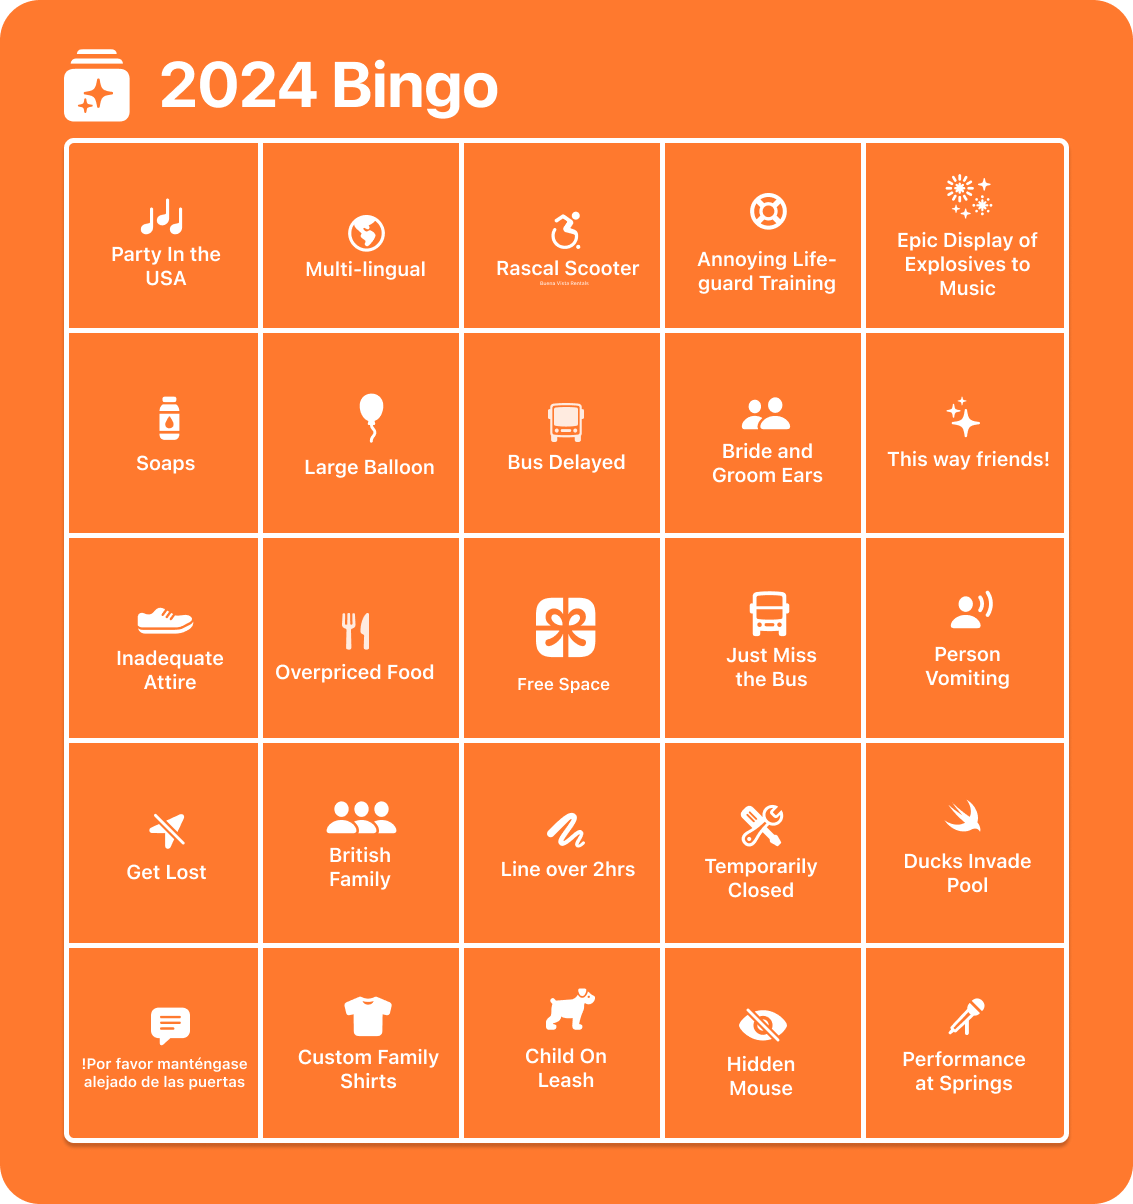 2024 Bingo
Party In the
USA
Multi-lingual
Rascal Scooter
Buena Vista Rentals
Annoying Life-
guard Training
Epic Display of
Explosives to
Music
Soaps
Large Balloon
Bus Delayed
Bride and
Groom Ears
This way friends!
Inadequate
Attire
Overpriced Food
Free Space
Just Miss
the Bus
Person
Vomiting
Get Lost
British
Family
Line over 2hrs
Temporarily
Closed
Ducks Invade
Pool
!Por favor manténgase
alejado de las puertas
Custom Family
Shirts
Child On
Leash
Hidden
Mouse
Performance
at Springs